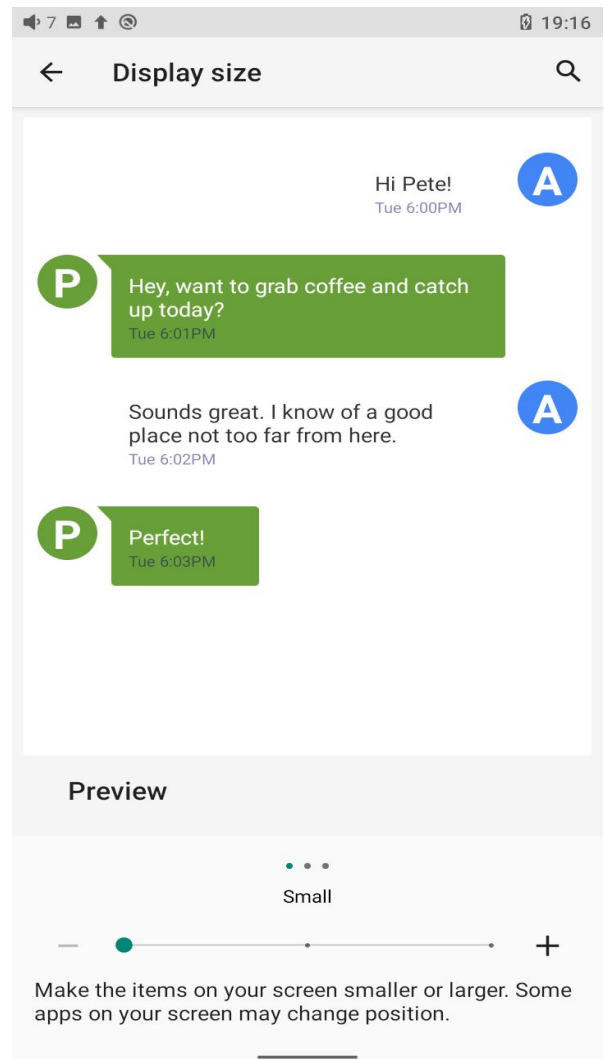 7 19:16
Display size
Hi Pete!
Tue 6:00PM
A
P
Hey, want to grab coffee and catch
up today?
Tue 6:01PM
Sounds great. I know of a good
place not too far from here.
Tue 6:02PM
A
P
Perfect!
Tue 6:03PM
Preview
Small
Make the items on your screen smaller or larger. Some
apps on your screen may change position.